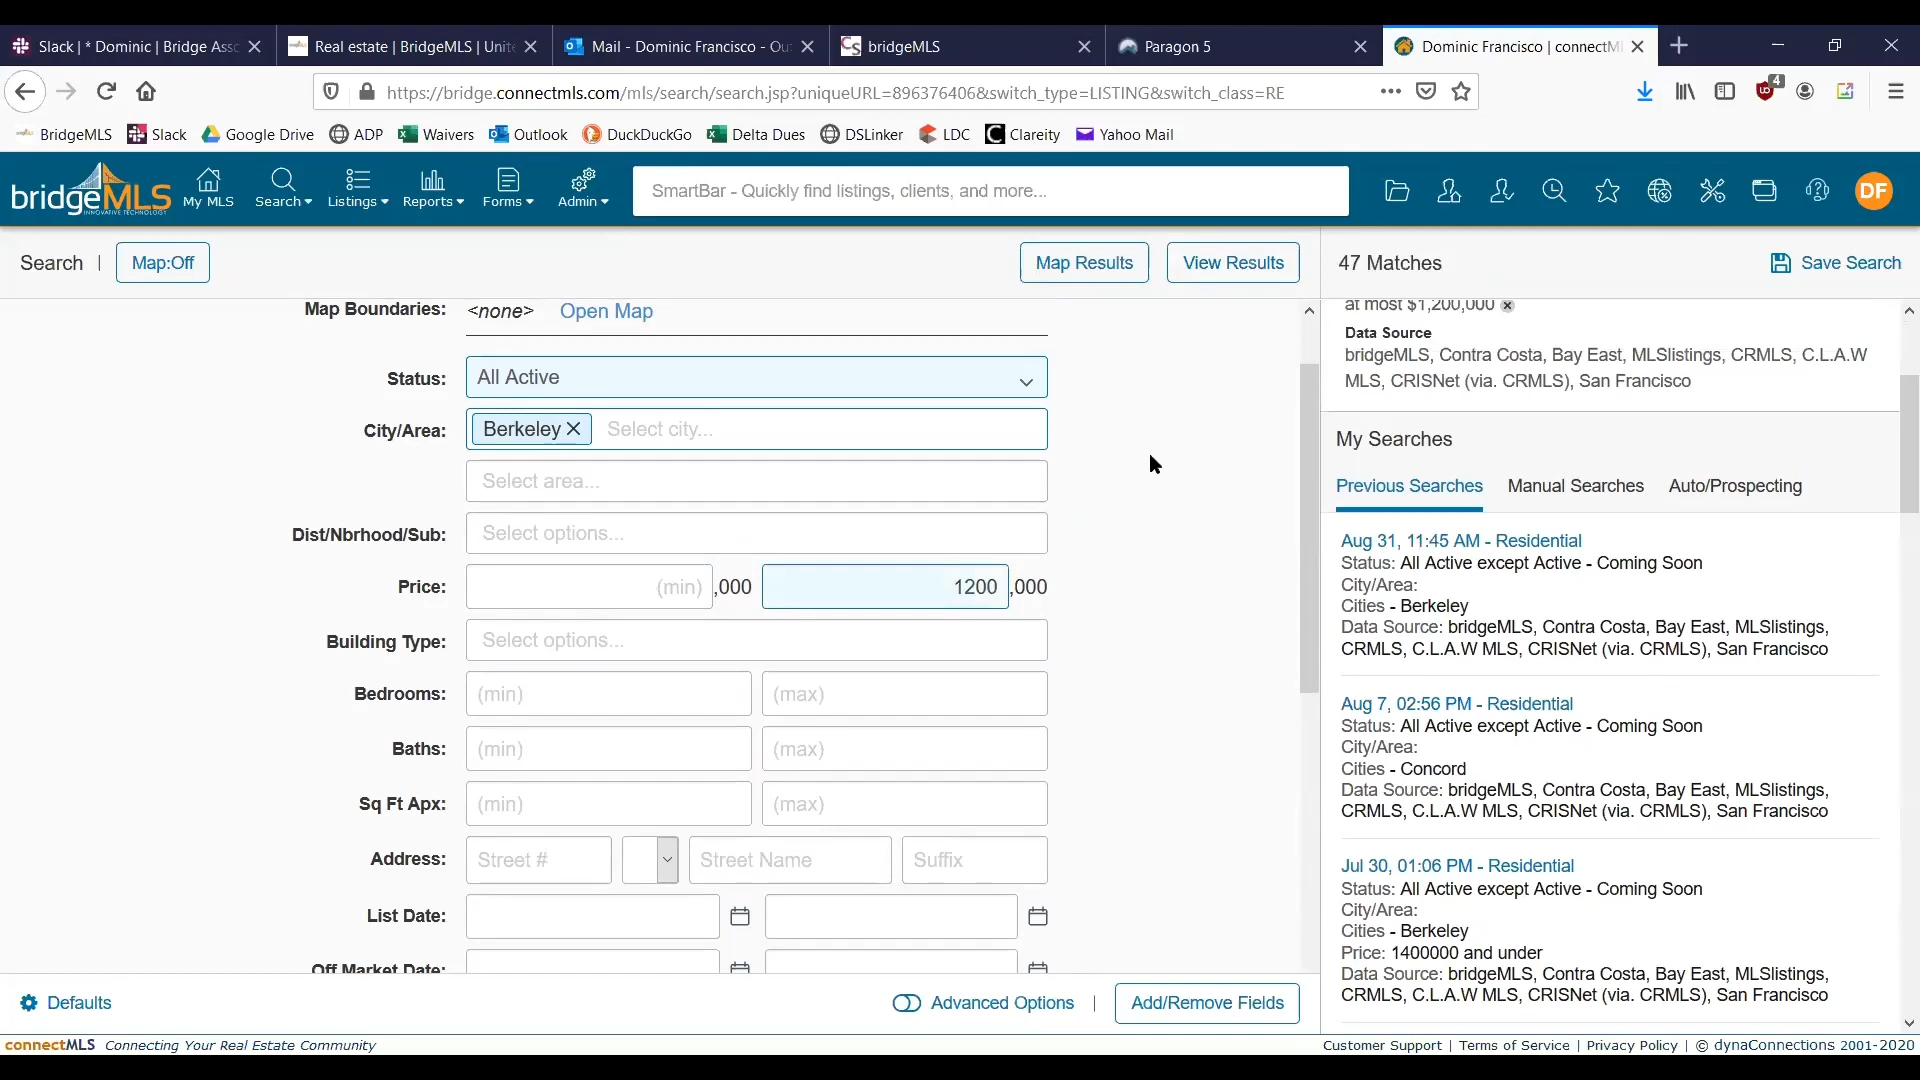 Slack | * Dominic | Bridge Asso
Real estate | BridgeMLS | Unite
Mail - Dominic Francisco - Ou
bridgeMLS
Paragon 5
Dominic Francisco | connectML
https://bridge.connectmls.com/mls/search/search.jsp?uniqueURL=896376406&switch_type=LISTING&switch_class=RE
4
BridgeMLS
Slack
Google Drive
ADP
Waivers
Outlook
DuckDuckGo
Delta Dues
DSLinker
LDC
Clareity
Yahoo Mail
bridgeMLS
INNOVATIVE TECHNOLOGY
My MLS
Search
Listings
Reports
Forms
Admin
SmartBar - Quickly find listings, clients, and more...
DF
Search | Map:Off
Map Results
View Results
47 Matches
Save Search
Map Boundaries: <none> Open Map
Status: All Active
City/Area: Berkeley Select city...
Select area...
Dist/Nbrhood/Sub: Select options...
Price: (min) ,000 1200 ,000
Building Type: Select options...
Bedrooms: (min) (max)
Baths: (min) (max)
Sq Ft Apx: (min) (max)
Address: Street # Street Name Suffix
List Date:
Off Market Date:
Defaults
Advanced Options | Add/Remove Fields
at most $1,200,000
Data Source
bridgeMLS, Contra Costa, Bay East, MLSlistings, CRMLS, C.L.A.W
MLS, CRISNet (via. CRMLS), San Francisco
My Searches
Previous Searches
Manual Searches
Auto/Prospecting
Aug 31, 11:45 AM - Residential
Status: All Active except Active - Coming Soon
City/Area:
Cities - Berkeley
Data Source: bridgeMLS, Contra Costa, Bay East, MLSlistings,
CRMLS, C.L.A.W MLS, CRISNet (via. CRMLS), San Francisco
Aug 7, 02:56 PM - Residential
Status: All Active except Active - Coming Soon
City/Area:
Cities - Concord
Data Source: bridgeMLS, Contra Costa, Bay East, MLSlistings,
CRMLS, C.L.A.W MLS, CRISNet (via. CRMLS), San Francisco
Jul 30, 01:06 PM - Residential
Status: All Active except Active - Coming Soon
City/Area:
Cities - Berkeley
Price: 1400000 and under
Data Source: bridgeMLS, Contra Costa, Bay East, MLSlistings,
CRMLS, C.L.A.W MLS, CRISNet (via. CRMLS), San Francisco
connectMLS Connecting Your Real Estate Community
Customer Support | Terms of Service | Privacy Policy | © dynaConnections 2001-2020